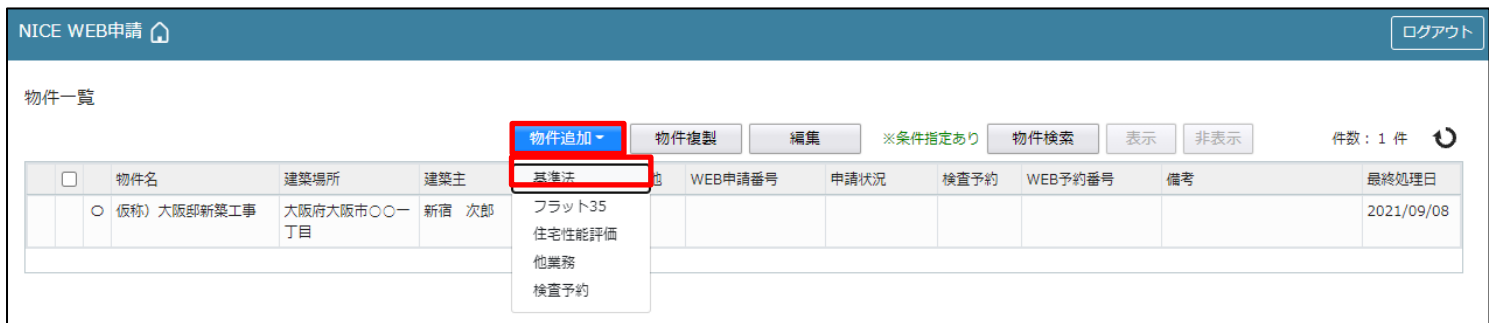 NICE WEB申請
ログアウト
物件一覧
物件追加 物件複製 編集 ※条件指定あり 物件検索 表示 非表示 件数：1 件
物件名 建築場所 建築主 基準法 他 WEB申請番号 申請状況 検査予約 WEB予約番号 備考 最終処理日
○ 仮称）大阪邸新築工事 大阪府大阪市○○一 新宿 次郎 フラット35 2021/09/08
丁目
住宅性能評価
他業務
検査予約